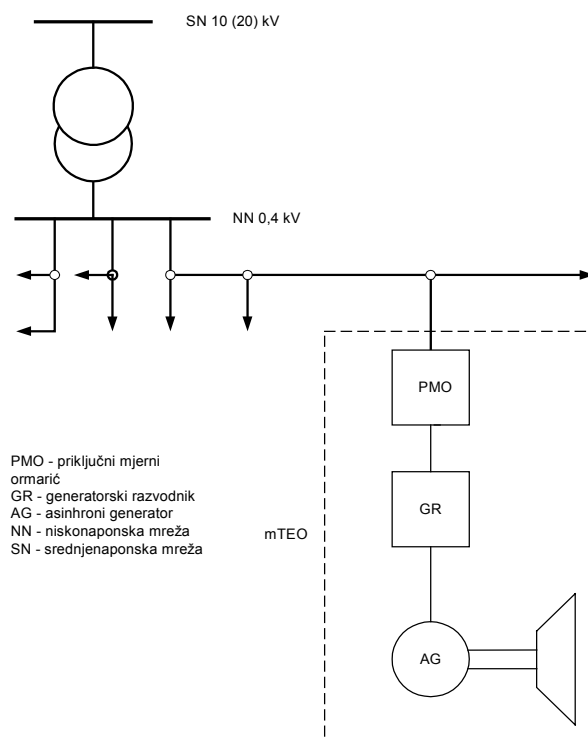 SN 10 (20) kV
NN 0,4 kV
PMO
PMO - priključni mjerni
ormarić
GR - generatorski razvodnik
AG - asinhroni generator
NN - niskonaponska mreža
SN - srednjenaponska mreža
GR
mTEO
AG